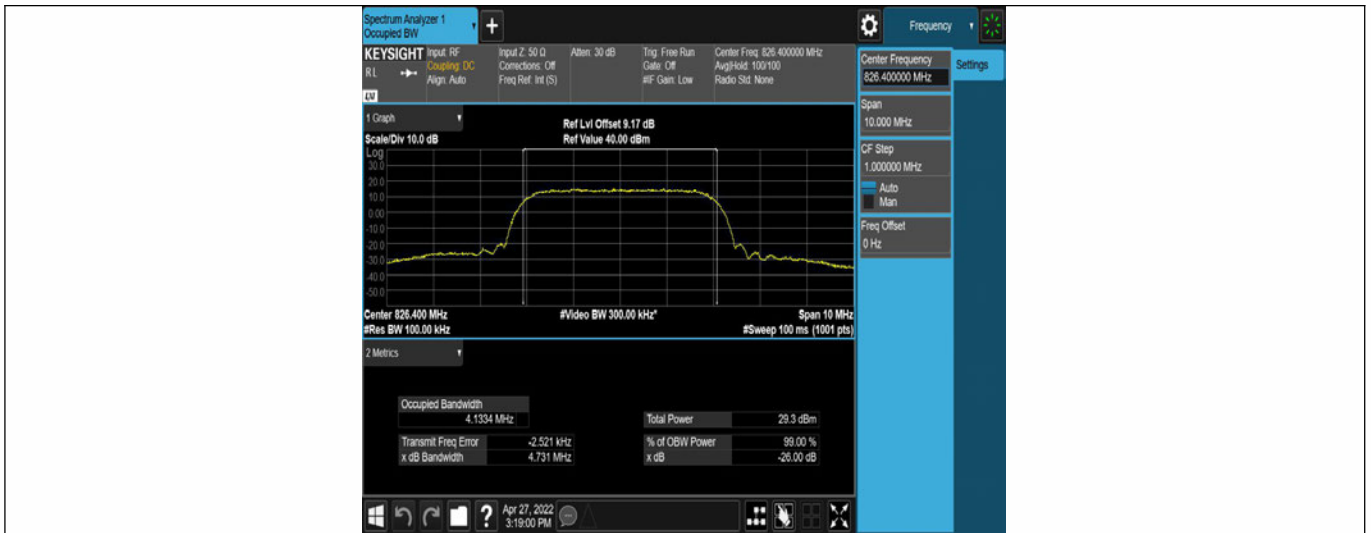 Spectrum Analyzer 1
Occupied BW
+
Frequency
KEYSIGHT
RL
Input: RF
Coupling: DC
Align: Auto
Input Z: 50 Ω
Corrections: Off
Freq Ref: Int (S)
Atten: 30 dB
Trig: Free Run
Gate: Off
#IF Gain: Low
Center Freq: 826.400000 MHz
Avg|Hold: 100/100
Radio Std: None
LXI
Center Frequency
826.400000 MHz
Settings
Span
10.000 MHz
CF Step
1.000000 MHz
Auto
Man
Freq Offset
0 Hz
1 Graph
Scale/Div 10.0 dB
Ref Lvl Offset 9.17 dB
Ref Value 40.00 dBm
Log
30.0
20.0
10.0
0.00
-10.0
-20.0
-30.0
-40.0
-50.0
Center 826.400 MHz
#Res BW 100.00 kHz
#Video BW 300.00 kHz*
Span 10 MHz
#Sweep 100 ms (1001 pts)
2 Metrics
Occupied Bandwidth
4.1334 MHz
Total Power 29.3 dBm
Transmit Freq Error -2.521 kHz
% of OBW Power 99.00 %
x dB Bandwidth 4.731 MHz
x dB -26.00 dB
?
Apr 27, 2022
3:19:00 PM